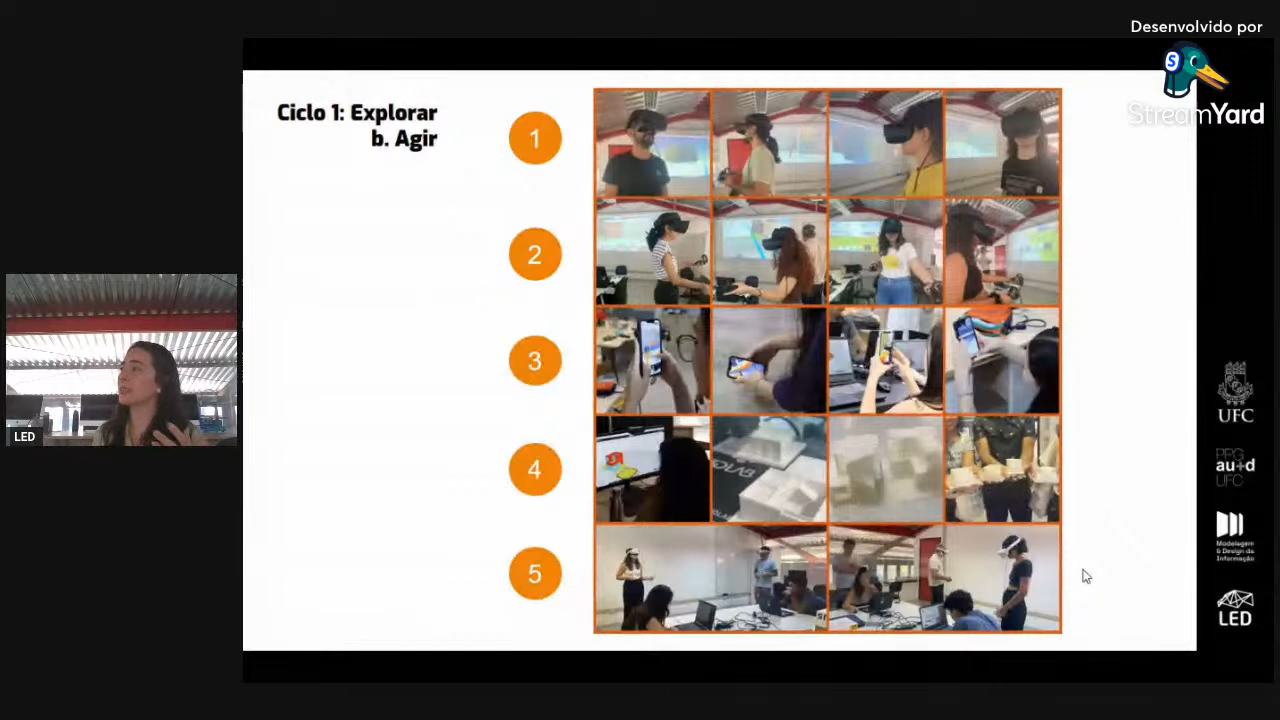 Desenvolvido por
S
StreamYard
Ciclo 1: Explorar
b. Agir
1
2
3
4
5
LED
UFC
PPG
au+d
UFC
Modelagem
& Design da
Informação
LED